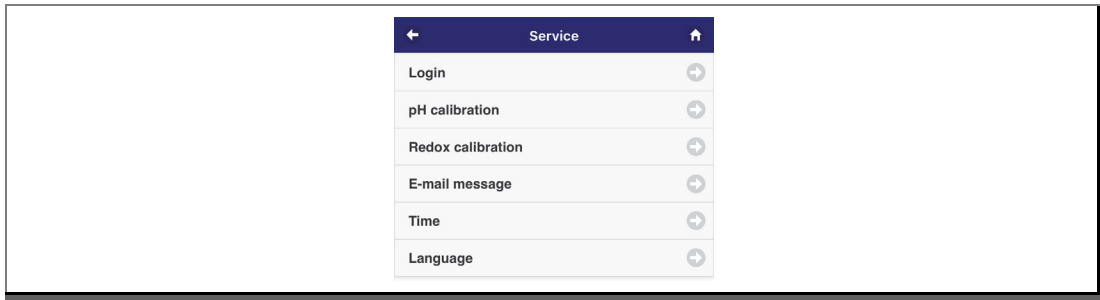 Service
Login
pH calibration
Redox calibration
E-mail message
Time
Language